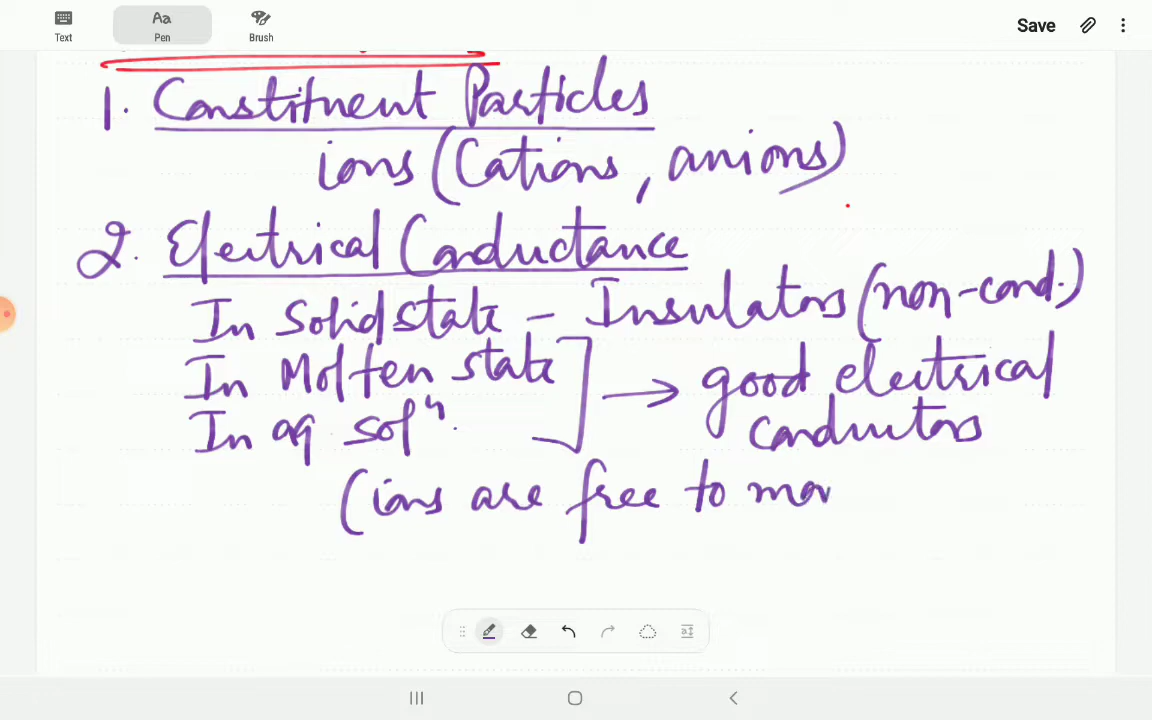 Text
Aa
Pen
Brush
Save
1. Constituent Particles
ions (Cations, anions)
2. Electrical Conductance
In Solid state - Insulators (non-cond.)
In Molten state
In aq solⁿ.
→ good electrical
conductors
(ions are free to mov